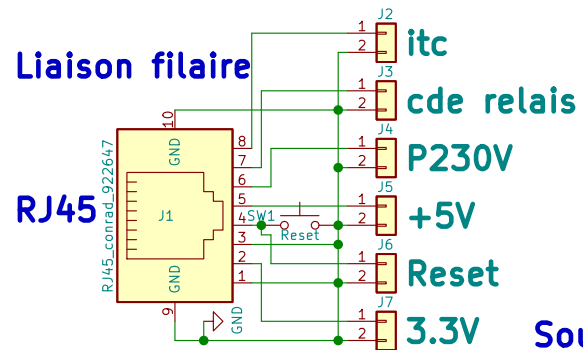 J2
1
2
itc
Liaison filaire
J3
1
2
cde relais
10
GND
RJ45_conrad_922647
8
7
6
5
4
3
2
1
J4
1
2
P230V
RJ45
J1
SW1
Reset
J5
1
2
+5V
J6
1
2
Reset
GND
9
GND
J7
1
2
3.3V